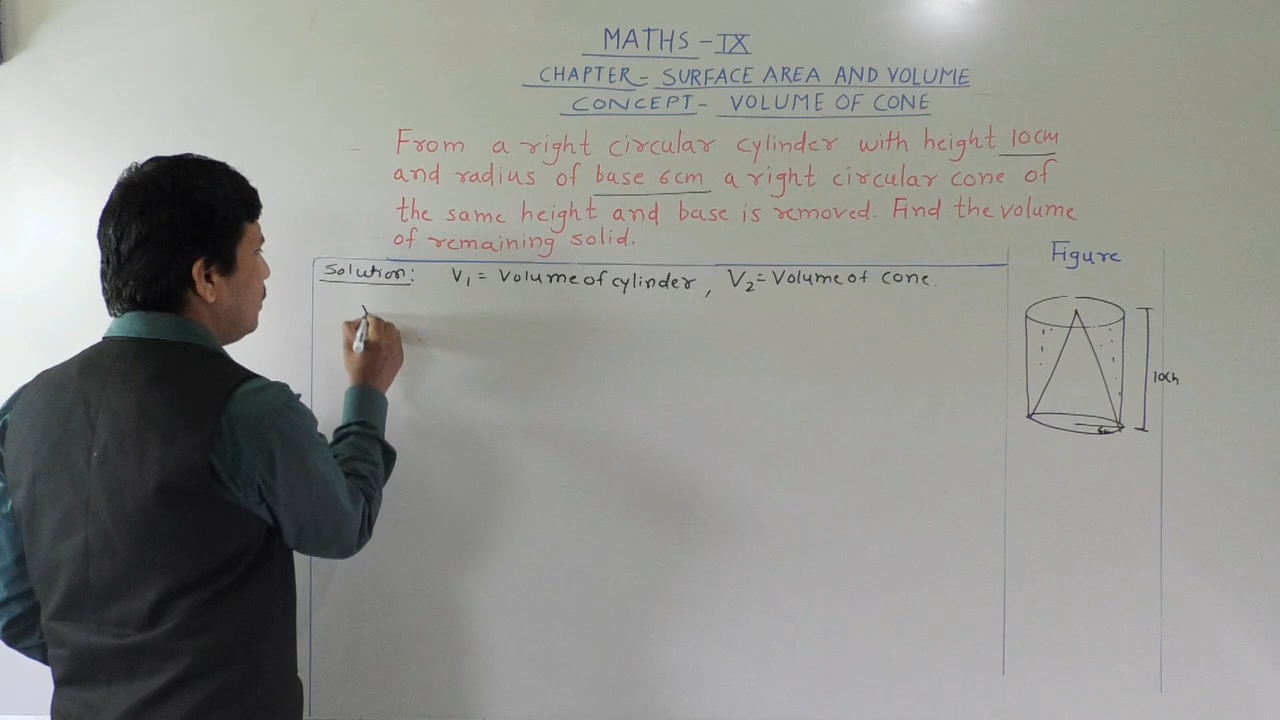 MATHS - IX
CHAPTER - SURFACE AREA AND VOLUME
CONCEPT - VOLUME OF CONE
From a right circular cylinder with height 10cm
and radius of base 6cm a right circular cone of
the same height and base is removed. Find the volume
of remaining solid.
Solution: V₁ = Volume of cylinder, V₂ = Volume of cone.
Figure